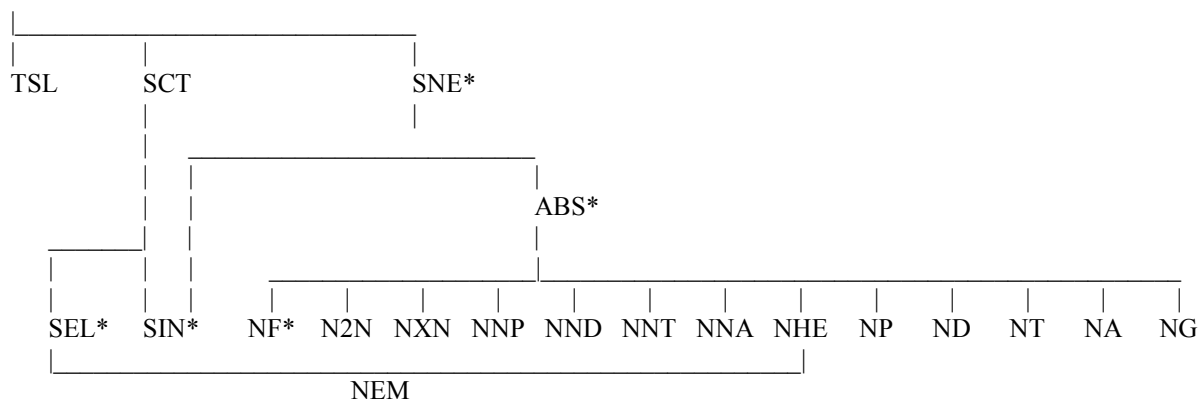 TSL SCT SNE*
ABS*
SEL* SIN* NF* N2N NXN NNP NND NNT NNA NHE NP ND NT NA NG
NEM